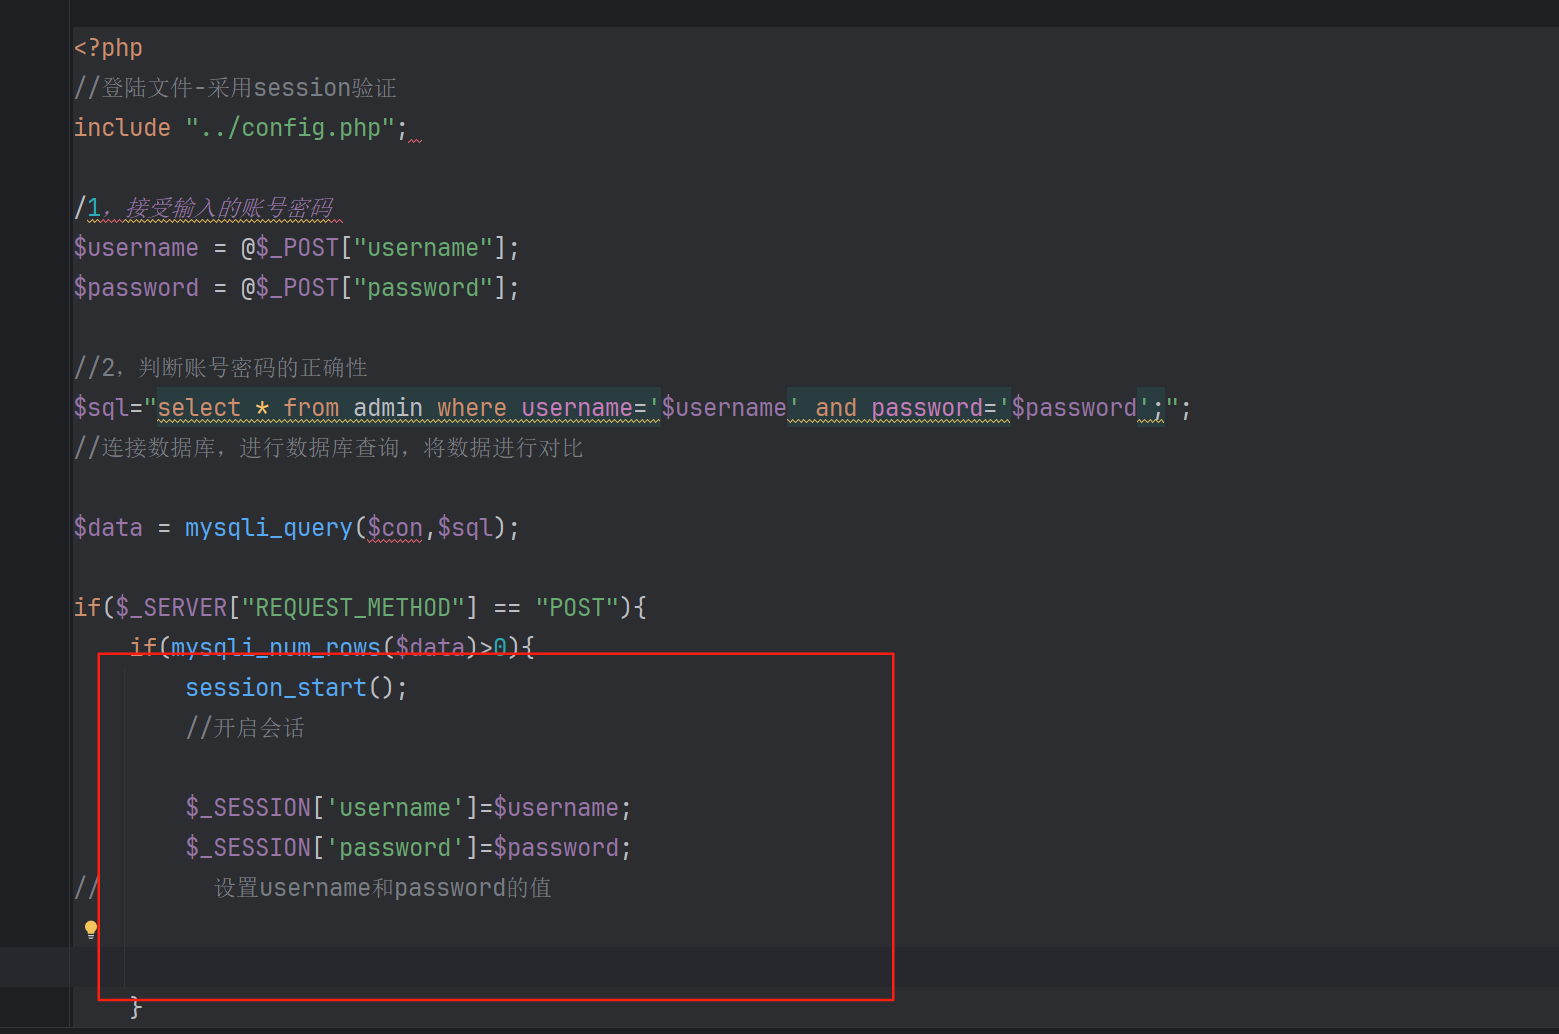 <?php
//登陆文件-采用session验证
include "../config.php";
/1，接受输入的账号密码
$username = @$_POST["username"];
$password = @$_POST["password"];
//2，判断账号密码的正确性
$sql="select * from admin where username='$username' and password='$password';";
//连接数据库，进行数据库查询，将数据进行对比
$data = mysqli_query($con,$sql);
if($_SERVER["REQUEST_METHOD"] == "POST"){
    if(mysqli_num_rows($data)>0){
        session_start();
        //开启会话
        $_SESSION['username']=$username;
        $_SESSION['password']=$password;
//        设置username和password的值
    }